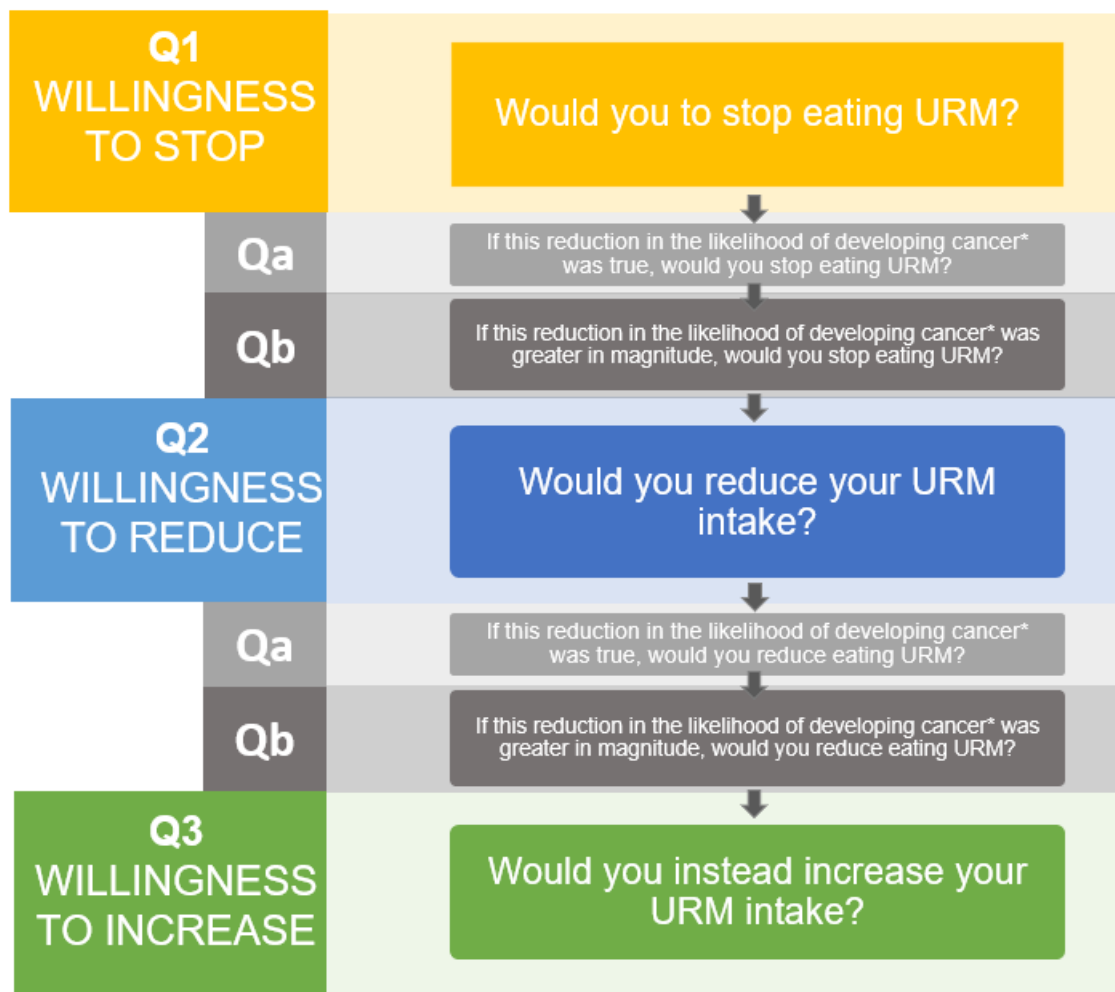 Q1
WILLINGNESS
TO STOP
Would you to stop eating URM?
Qa
If this reduction in the likelihood of developing cancer*
was true, would you stop eating URM?
Qb
If this reduction in the likelihood of developing cancer* was
greater in magnitude, would you stop eating URM?
Q2
WILLINGNESS
TO REDUCE
Would you reduce your URM
intake?
Qa
If this reduction in the likelihood of developing cancer*
was true, would you reduce eating URM?
Qb
If this reduction in the likelihood of developing cancer* was
greater in magnitude, would you reduce eating URM?
Q3
WILLINGNESS
TO INCREASE
Would you instead increase your
URM intake?